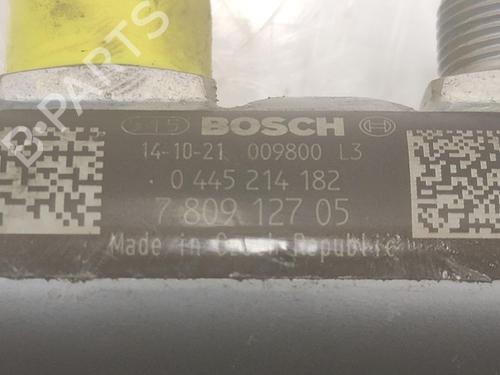 B-PARTS
215 BOSCH
14-10-21 009800 L3
0 445 214 182
7 809 127 05
Made in Czech Republic